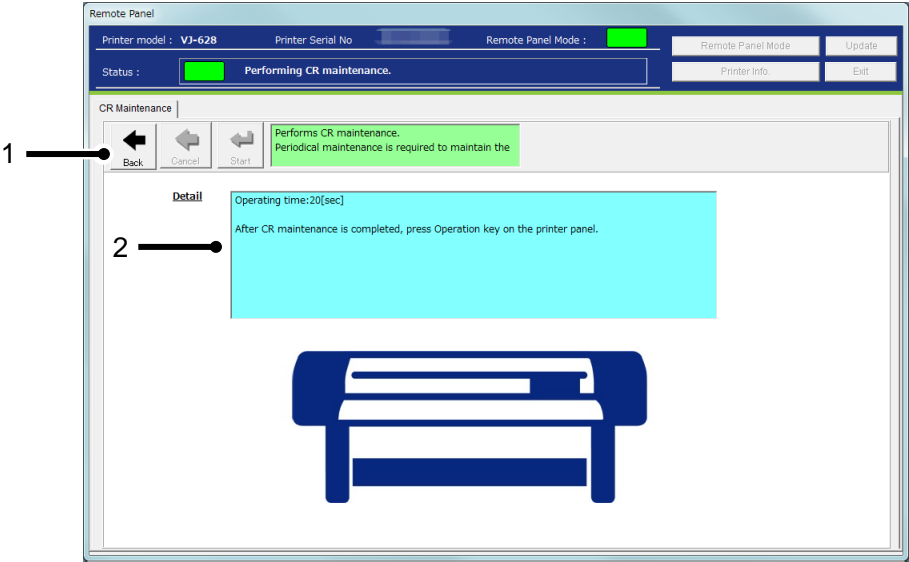 Remote Panel
Printer model : VJ-628 Printer Serial No Remote Panel Mode :
Remote Panel Mode Update
Status : Performing CR maintenance.
Printer Info. Exit
CR Maintenance
1
Back Cancel Start
Performs CR maintenance.
Periodical maintenance is required to maintain the
Detail
2
Operating time:20[sec]
After CR maintenance is completed, press Operation key on the printer panel.